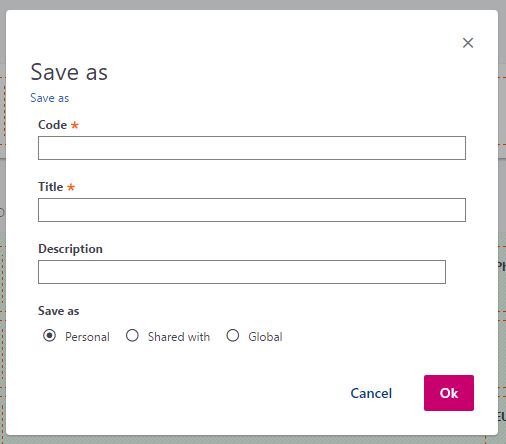 Save as
Save as
Code *
Title *
Description
Save as
Personal Shared with Global
Cancel Ok